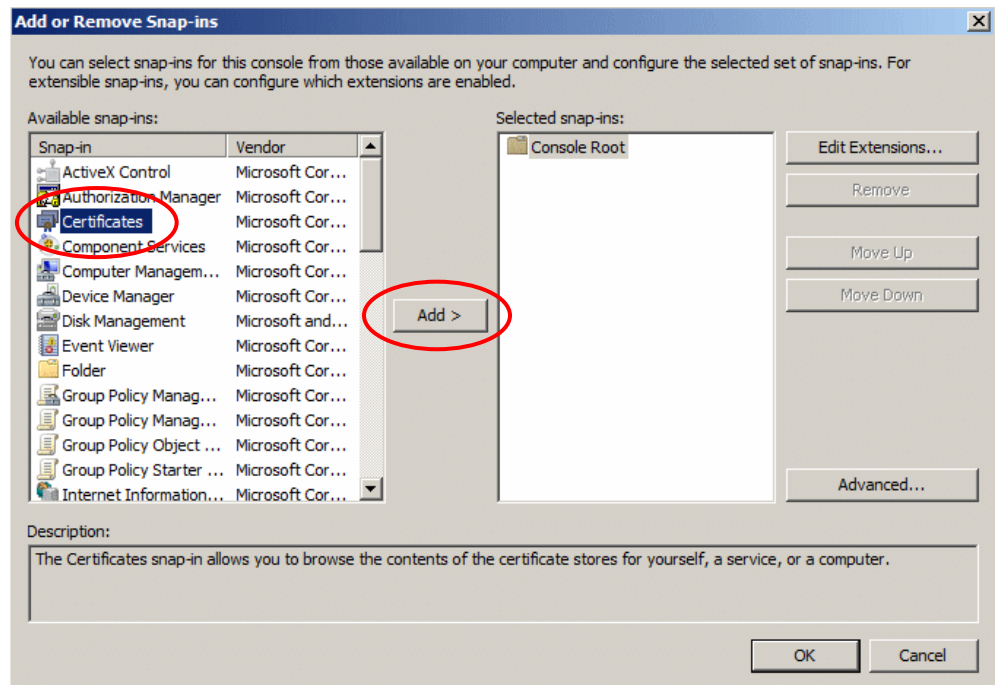 Add or Remove Snap-ins
You can select snap-ins for this console from those available on your computer and configure the selected set of snap-ins. For
extensible snap-ins, you can configure which extensions are enabled.
Available snap-ins:
Selected snap-ins:
Snap-in Vendor
ActiveX Control Microsoft Cor...
Authorization Manager Microsoft Cor...
Certificates Microsoft Cor...
Component Services Microsoft Cor...
Computer Managem... Microsoft Cor...
Device Manager Microsoft Cor...
Disk Management Microsoft and...
Event Viewer Microsoft Cor...
Folder Microsoft Cor...
Group Policy Manag... Microsoft Cor...
Group Policy Manag... Microsoft Cor...
Group Policy Object ... Microsoft Cor...
Group Policy Starter ... Microsoft Cor...
Internet Information... Microsoft Cor...
Add >
Console Root
Edit Extensions...
Remove
Move Up
Move Down
Advanced...
Description:
The Certificates snap-in allows you to browse the contents of the certificate stores for yourself, a service, or a computer.
OK
Cancel